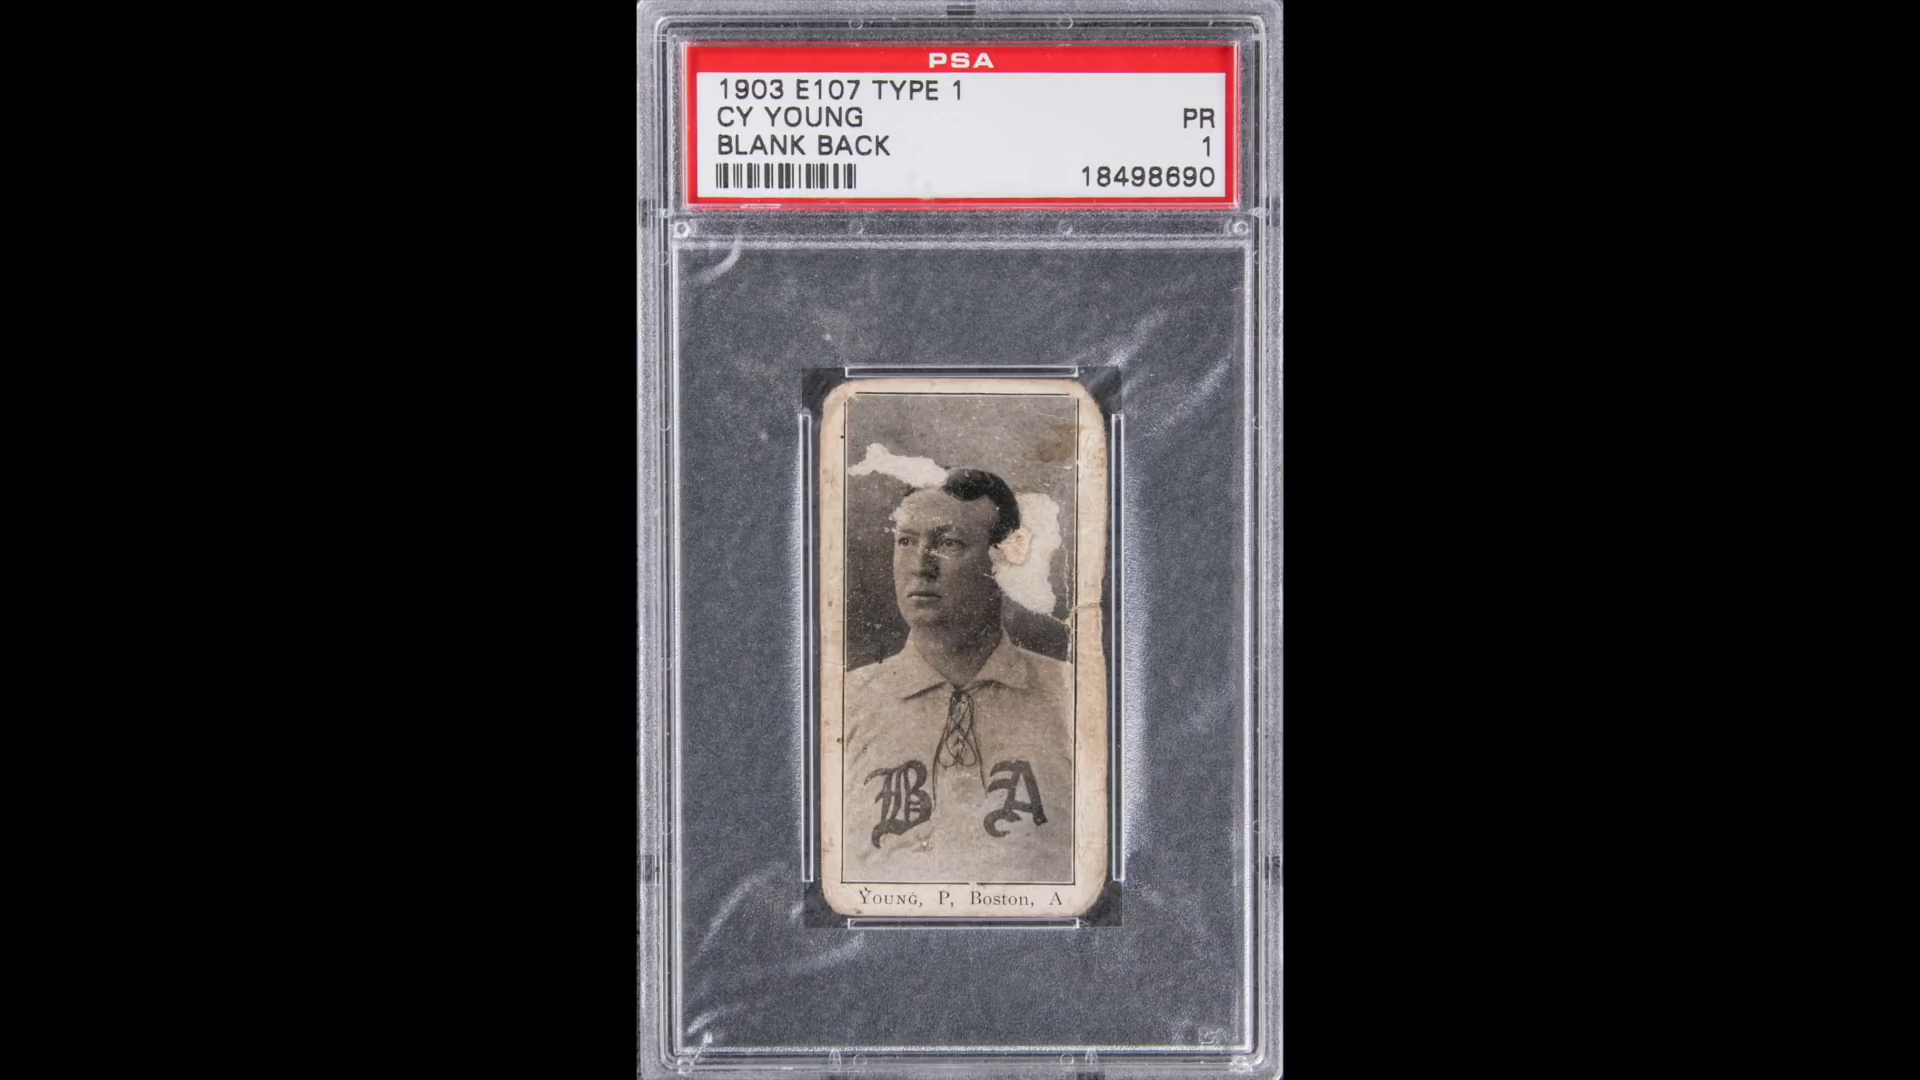 PSA
1903 E107 TYPE 1
CY YOUNG PR
BLANK BACK 1
18498690
B A
YOUNG, P, Boston, A